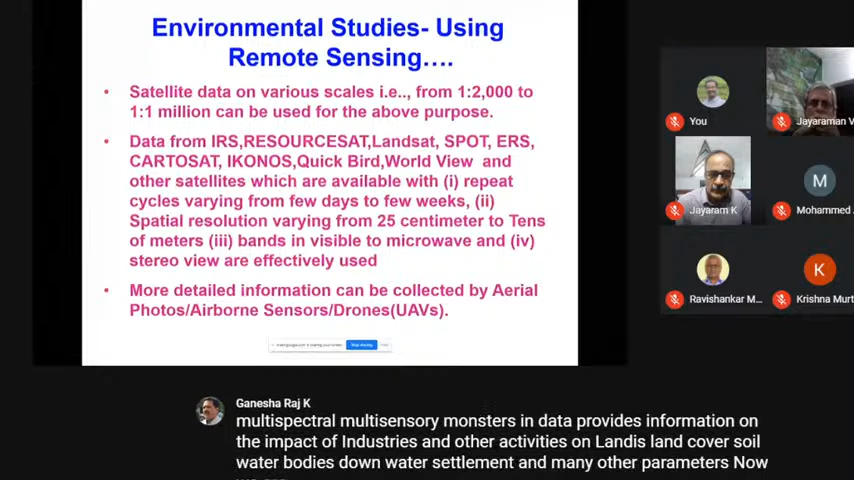 Environmental Studies- Using
Remote Sensing....
• Satellite data on various scales i.e.., from 1:2,000 to
1:1 million can be used for the above purpose.
• Data from IRS,RESOURCESAT,Landsat, SPOT, ERS,
CARTOSAT, IKONOS,Quick Bird,World View and
other satellites which are available with (i) repeat
cycles varying from few days to few weeks, (ii)
Spatial resolution varying from 25 centimeter to Tens
of meters (iii) bands in visible to microwave and (iv)
stereo view are effectively used
• More detailed information can be collected by Aerial
Photos/Airborne Sensors/Drones(UAVs).
Stop sharing
You
Jayaraman V
Jayaram K
M
Mohammed
Ravishankar M...
K
Krishna Murt
Ganesha Raj K
multispectral multisensory monsters in data provides information on
the impact of Industries and other activities on Landis land cover soil
water bodies down water settlement and many other parameters Now